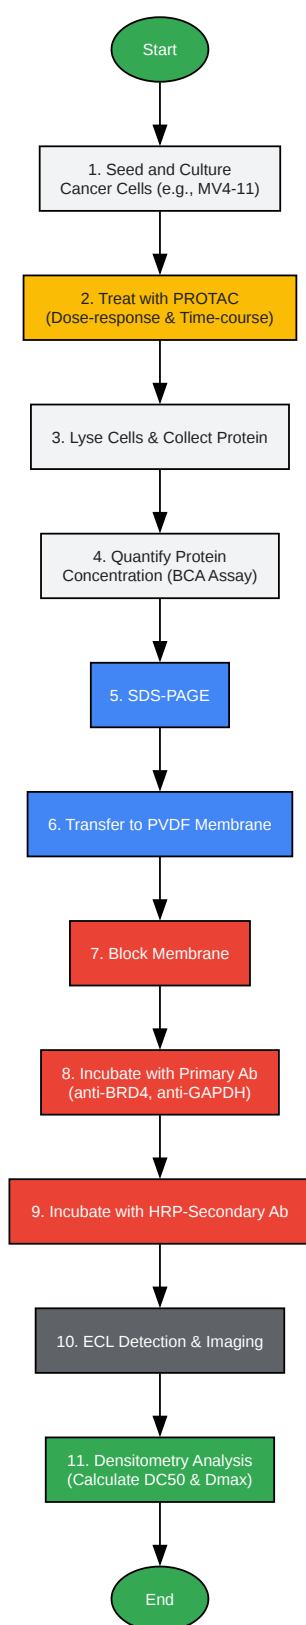 Start
1. Seed and Culture
Cancer Cells (e.g., MV4-11)
2. Treat with PROTAC
(Dose-response & Time-course)
3. Lyse Cells & Collect Protein
4. Quantify Protein
Concentration (BCA Assay)
5. SDS-PAGE
6. Transfer to PVDF Membrane
7. Block Membrane
8. Incubate with Primary Ab
(anti-BRD4, anti-GAPDH)
9. Incubate with HRP-Secondary Ab
10. ECL Detection & Imaging
11. Densitometry Analysis
(Calculate DC50 & Dmax)
End